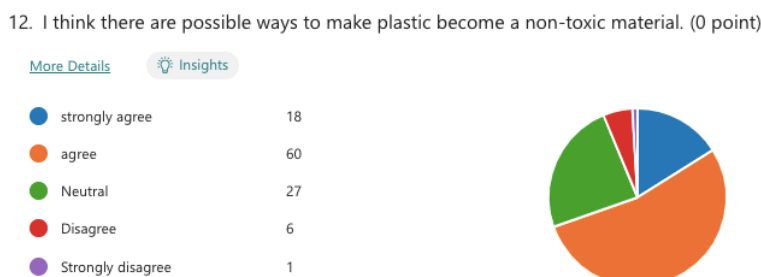 12. I think there are possible ways to make plastic become a non-toxic material. (0 point)
More Details Insights
strongly agree 18
agree 60
Neutral 27
Disagree 6
Strongly disagree 1